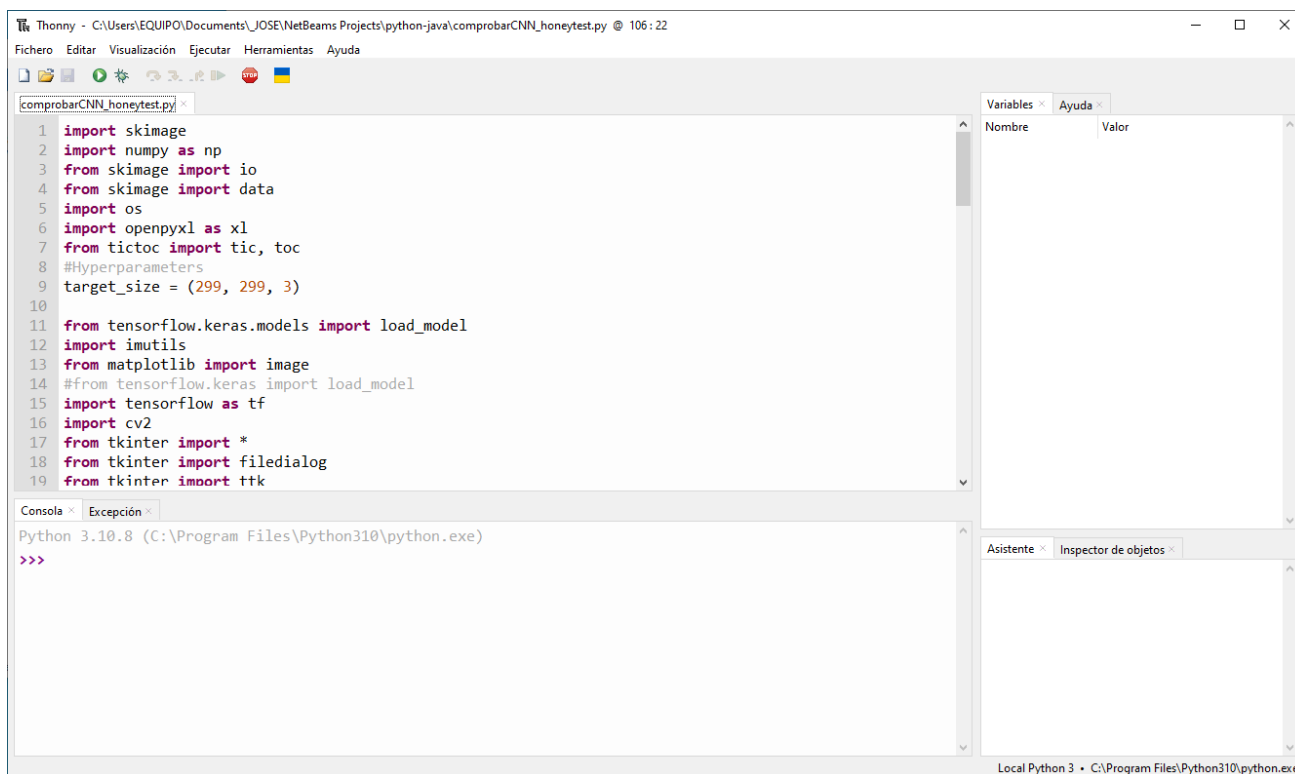 Thonny - C:\Users\EQUIPO\Documents\_JOSE\NetBeams Projects\python-java\comprobarCNN_honeytest.py @ 106:22
Fichero Editar Visualización Ejecutar Herramientas Ayuda
STOP
comprobarCNN_honeytest.py
1 import skimage
2 import numpy as np
3 from skimage import io
4 from skimage import data
5 import os
6 import openpyxl as xl
7 from tictoc import tic, toc
8 #Hyperparameters
9 target_size = (299, 299, 3)
10
11 from tensorflow.keras.models import load_model
12 import imutils
13 from matplotlib import image
14 #from tensorflow.keras import load_model
15 import tensorflow as tf
16 import cv2
17 from tkinter import *
18 from tkinter import filedialog
19 from tkinter import ttk
Consola Excepción
Python 3.10.8 (C:\Program Files\Python310\python.exe)
>>>
Variables Ayuda
Nombre Valor
Asistente Inspector de objetos
Local Python 3 • C:\Program Files\Python310\python.exe